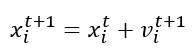 $x_i^{t+1} = x_i^t + v_i^{t+1}$